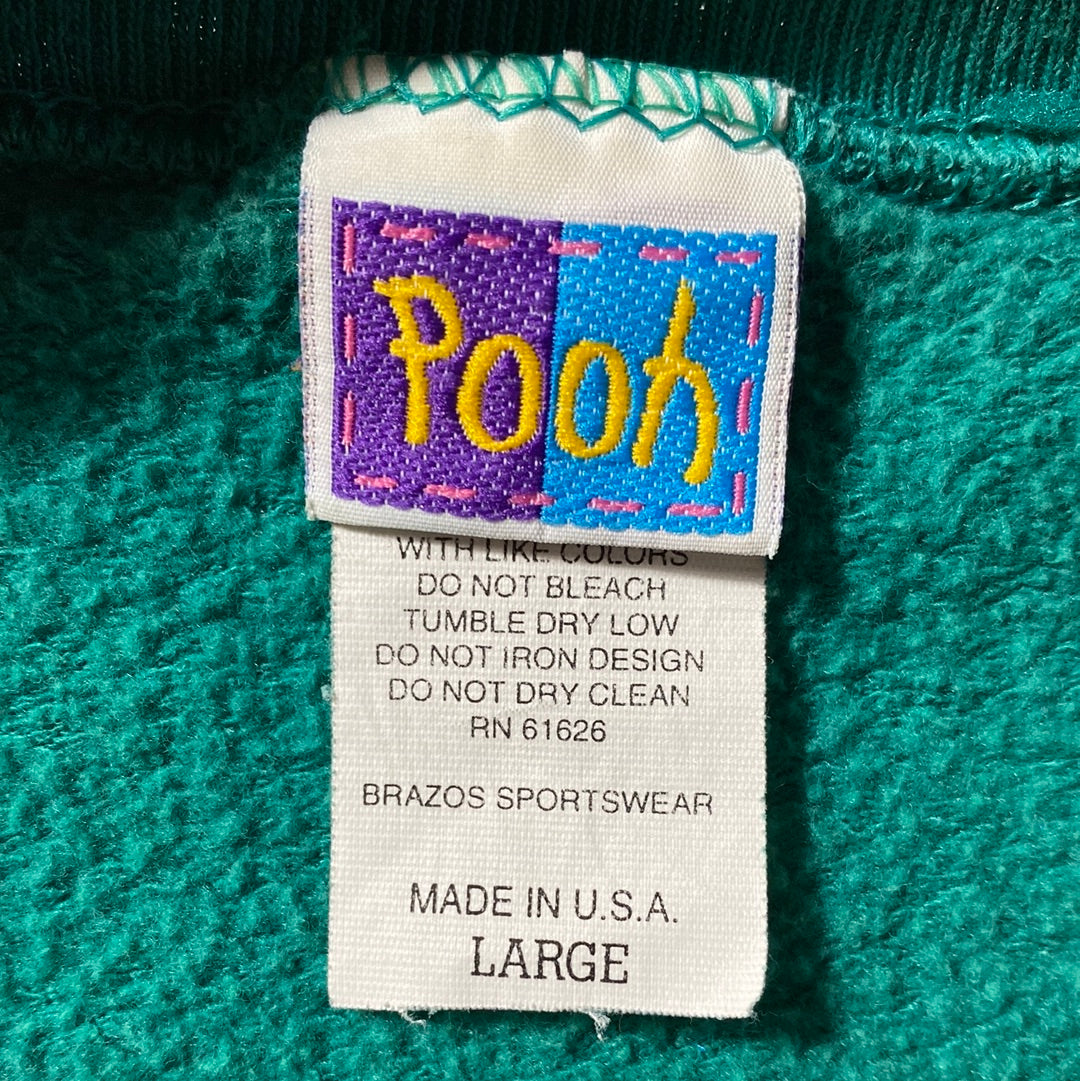 Pooh
WITH LIKE COLORS
DO NOT BLEACH
TUMBLE DRY LOW
DO NOT IRON DESIGN
DO NOT DRY CLEAN
RN 61626
BRAZOS SPORTSWEAR
MADE IN U.S.A.
LARGE